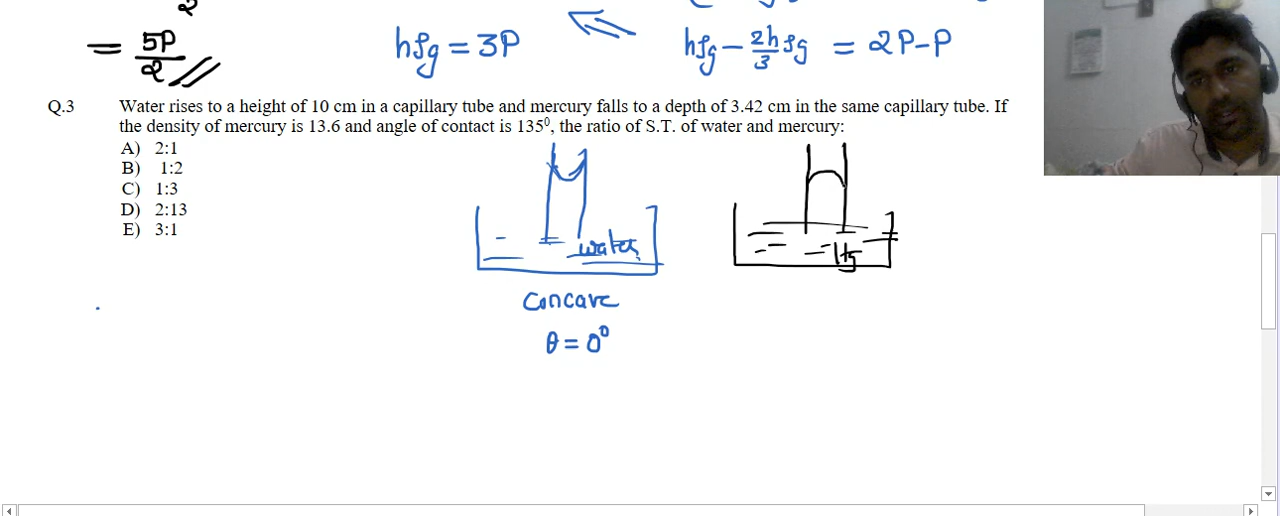 2
= 5P/2 //
hρg = 3P
hρg - 2hρg/3 = 2P-P
Q.3 Water rises to a height of 10 cm in a capillary tube and mercury falls to a depth of 3.42 cm in the same capillary tube. If
the density of mercury is 13.6 and angle of contact is 135⁰, the ratio of S.T. of water and mercury:
A) 2:1
B) 1:2
C) 1:3
D) 2:13
E) 3:1
water
Hg
Concave
θ = 0⁰